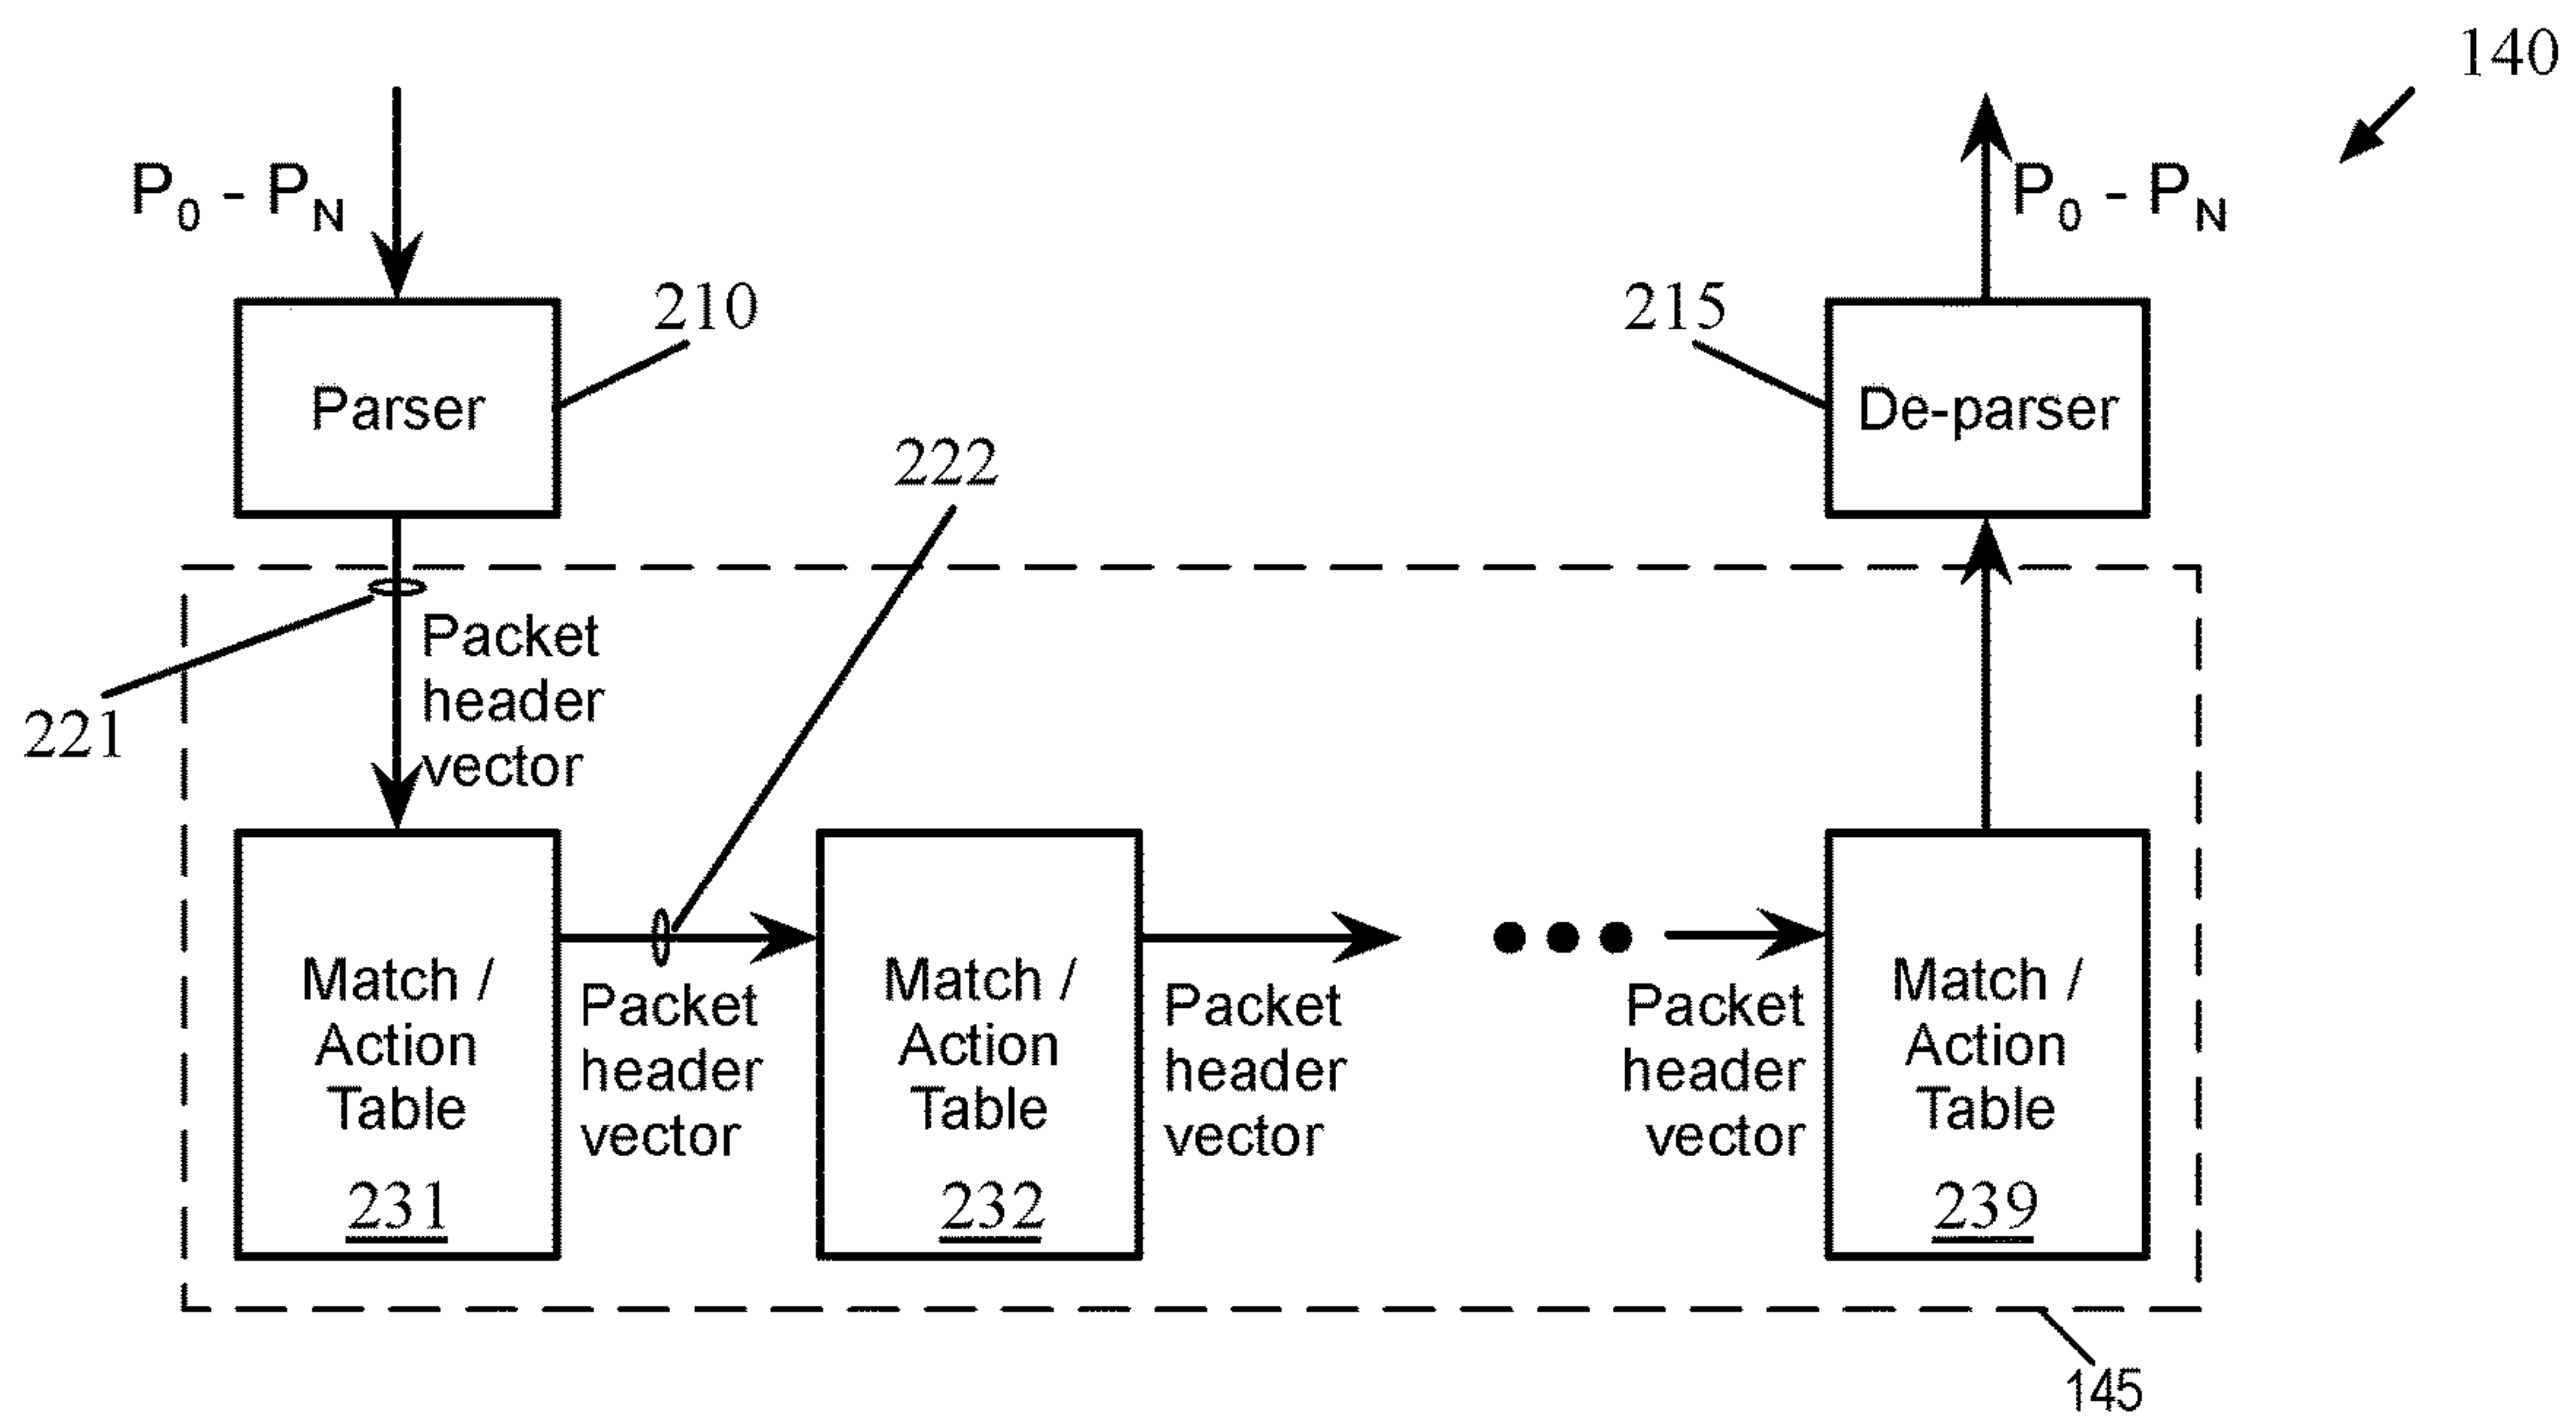 140
P0 - PN
P0 - PN
210
215
Parser
De-parser
222
221
Packet
header
vector
Match /
Action
Table
231
Packet
header
vector
Match /
Action
Table
232
Packet
header
vector
Packet
header
vector
Match /
Action
Table
239
145